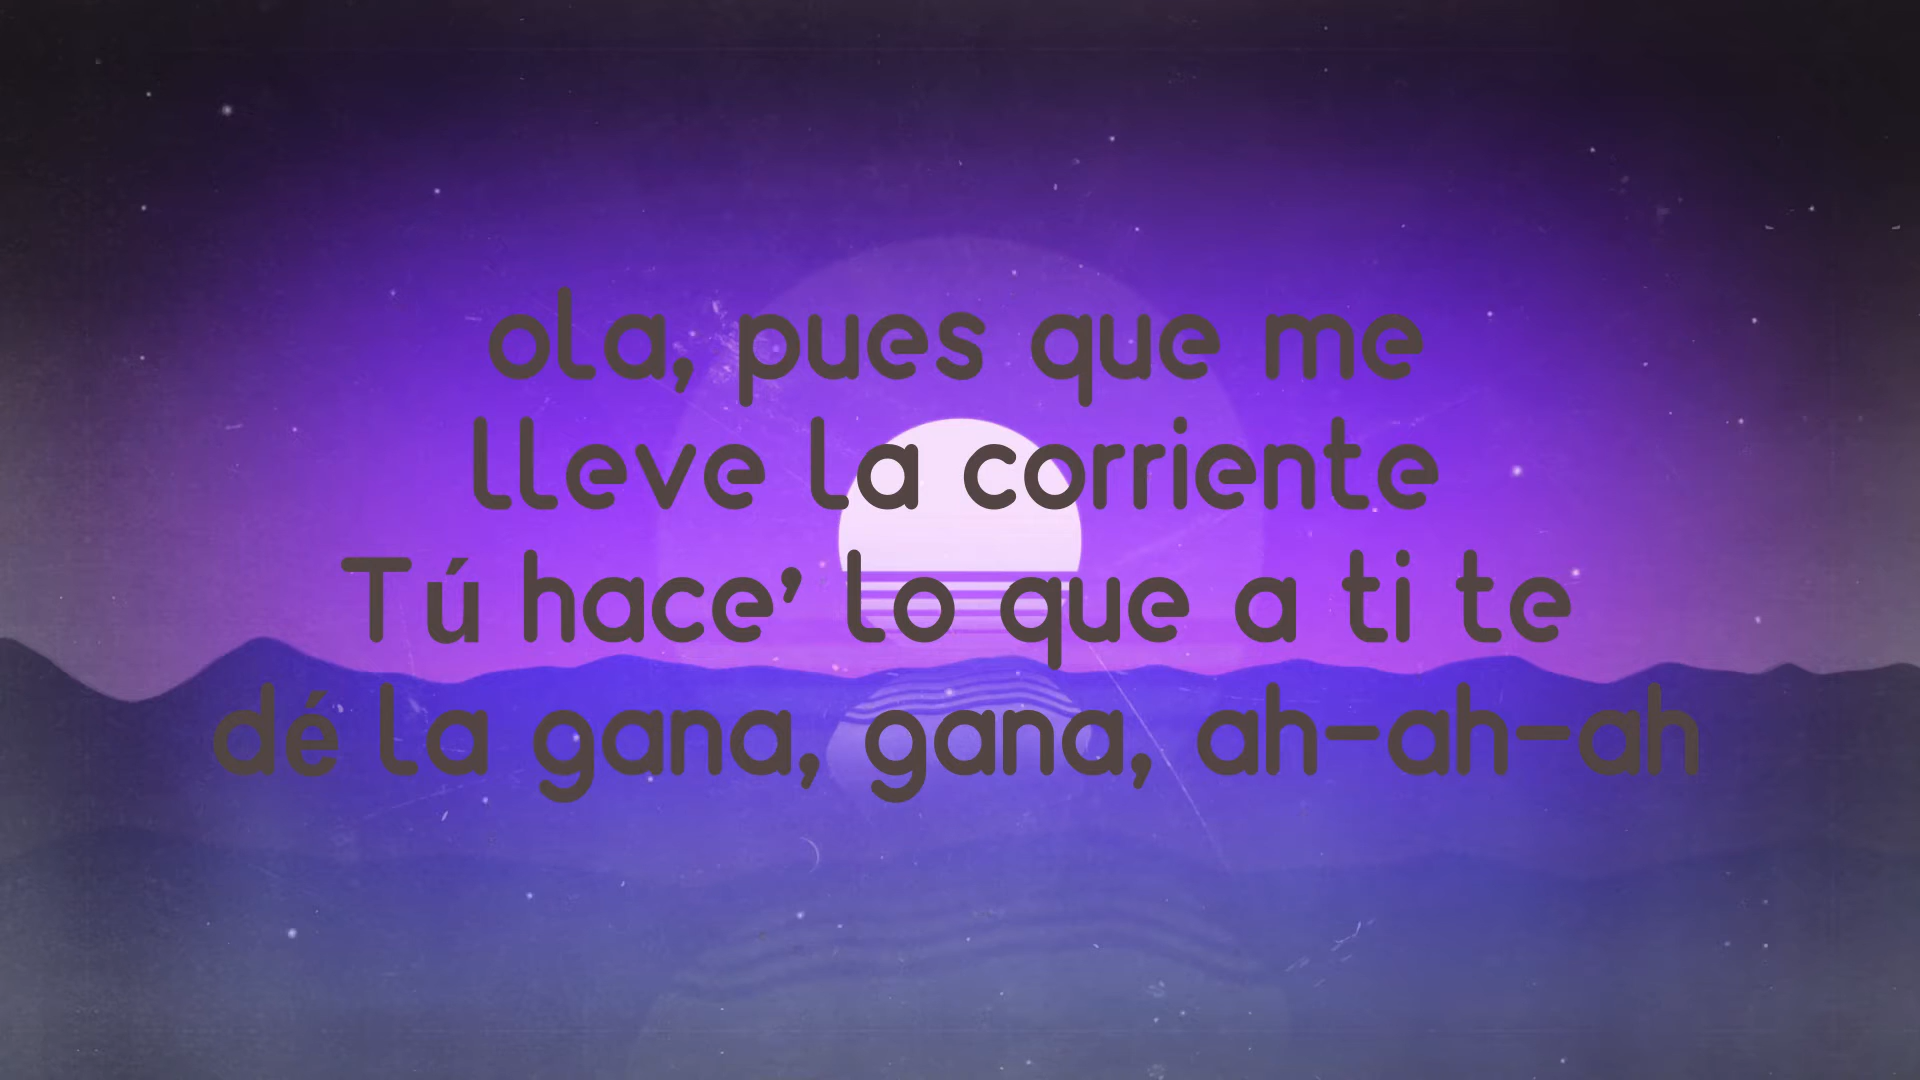 ola, pues que me
lleve la corriente
Tú hace’ lo que a ti te
dé la gana, gana, ah-ah-ah